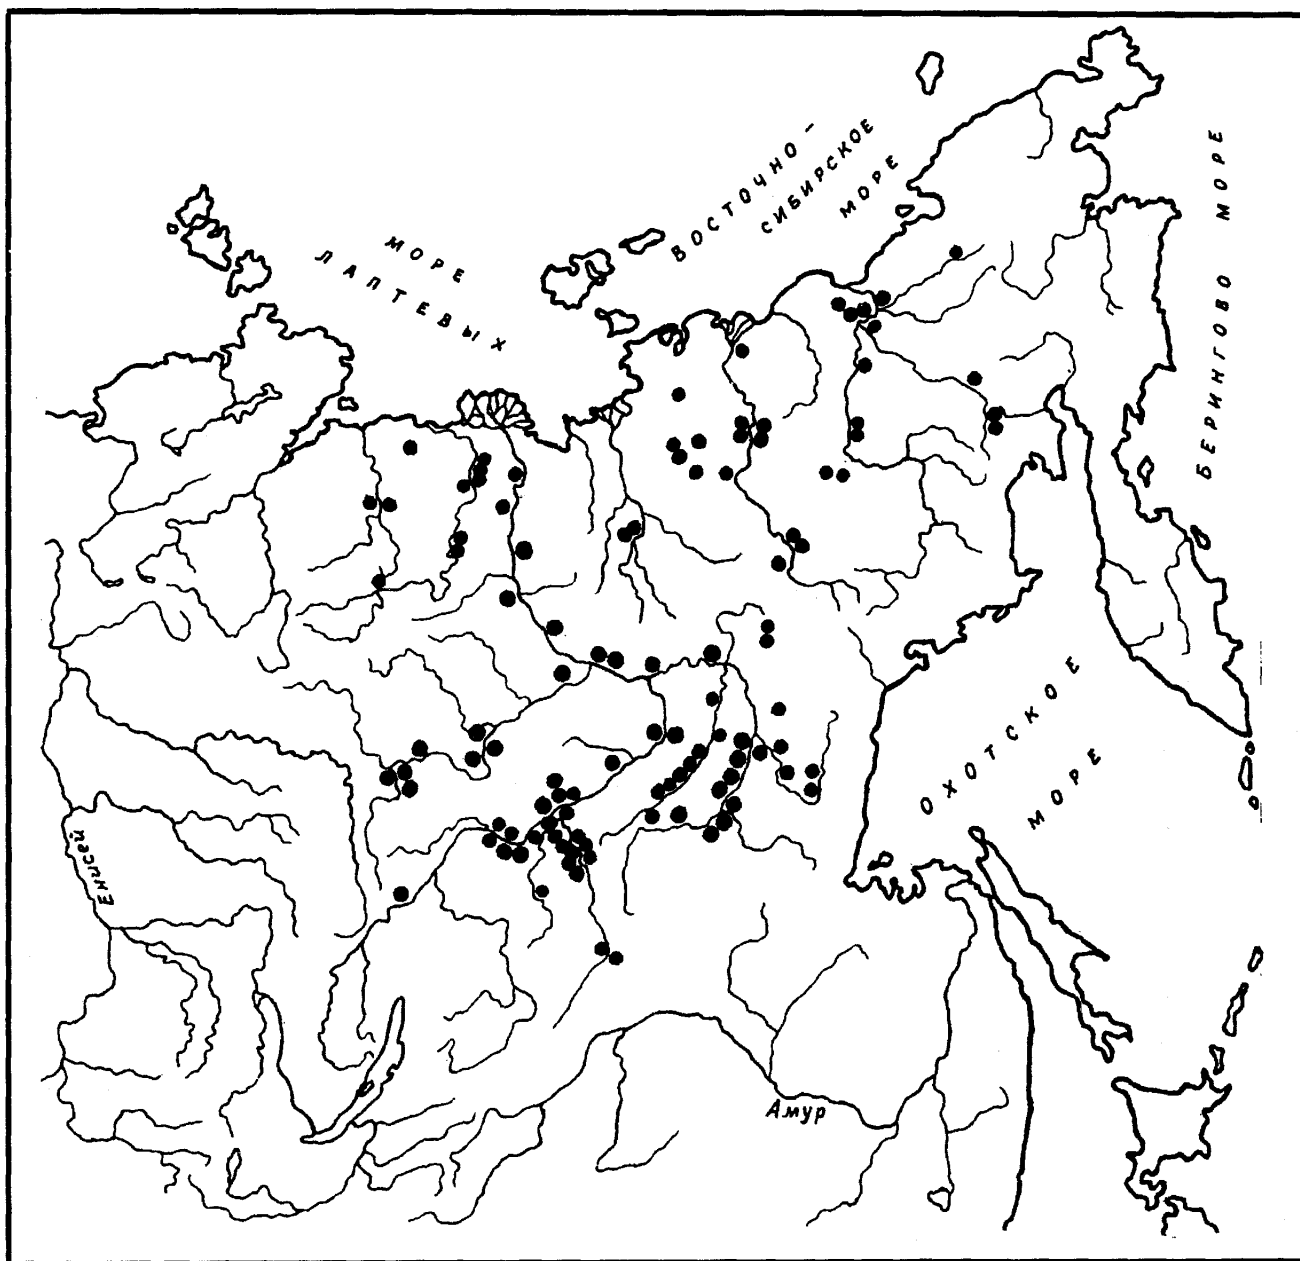 ВОСТОЧНО-
СИБИРСКОЕ
МОРЕ
МОРЕ
ЛАПТЕВЫХ
БЕРИНГОВО МОРЕ
ОХОТСКОЕ
МОРЕ
Енисей
Амур